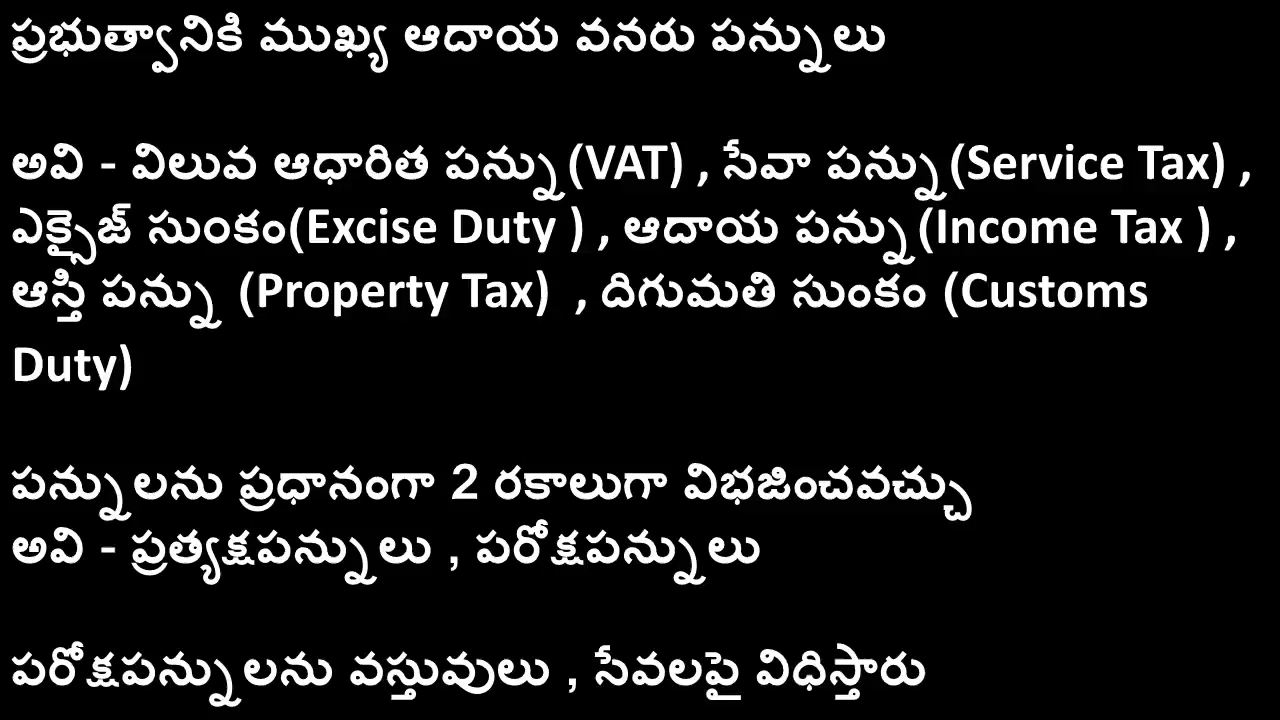 ప్రభుత్వానికి ముఖ్య ఆదాయ వనరు పన్నులు
అవి - విలువ ఆధారిత పన్ను(VAT) , సేవా పన్ను(Service Tax) ,
ఎక్సైజ్ సుంకం(Excise Duty ) , ఆదాయ పన్ను(Income Tax ) ,
ఆస్తి పన్ను (Property Tax) , దిగుమతి సుంకం (Customs
Duty)
పన్నులను ప్రధానంగా 2 రకాలుగా విభజించవచ్చు
అవి - ప్రత్యక్షపన్నులు , పరోక్షపన్నులు
పరోక్షపన్నులను వస్తువులు , సేవలపై విధిస్తారు